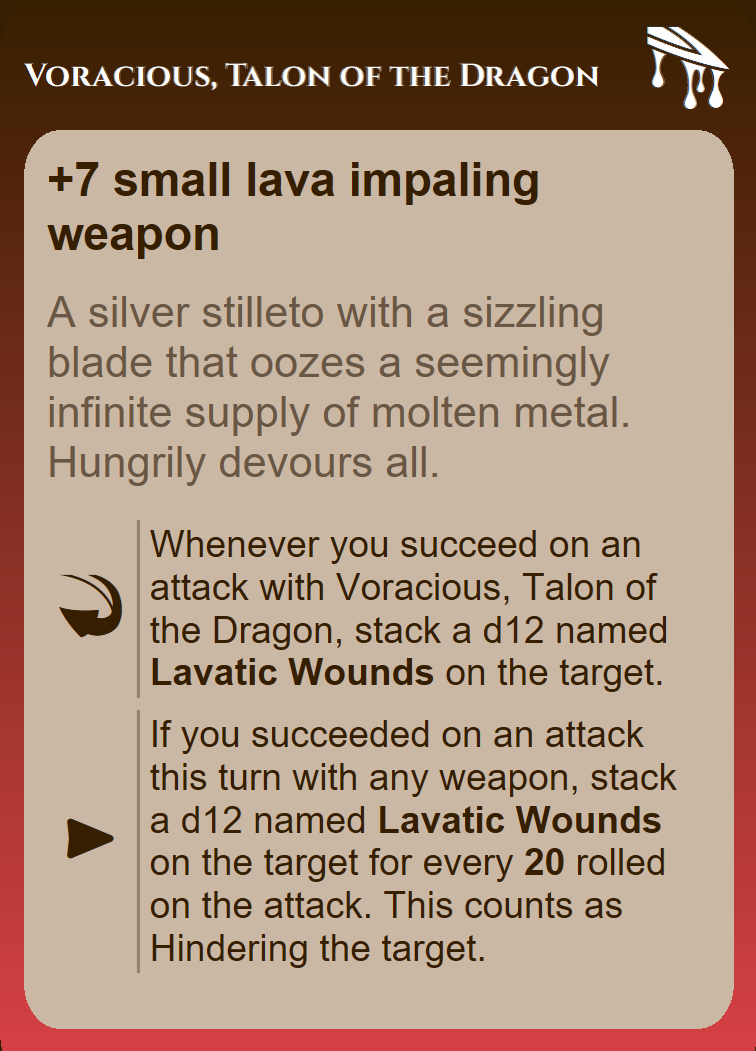 Voracious, Talon of the Dragon
+7 small lava impaling
weapon
A silver stilleto with a sizzling
blade that oozes a seemingly
infinite supply of molten metal.
Hungrily devours all.
Whenever you succeed on an
attack with Voracious, Talon of
the Dragon, stack a d12 named
Lavatic Wounds on the target.
If you succeeded on an attack
this turn with any weapon, stack
a d12 named Lavatic Wounds
on the target for every 20 rolled
on the attack. This counts as
Hindering the target.